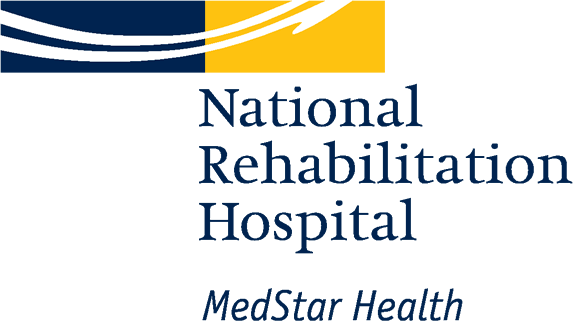 National
Rehabilitation
Hospital
MedStar Health